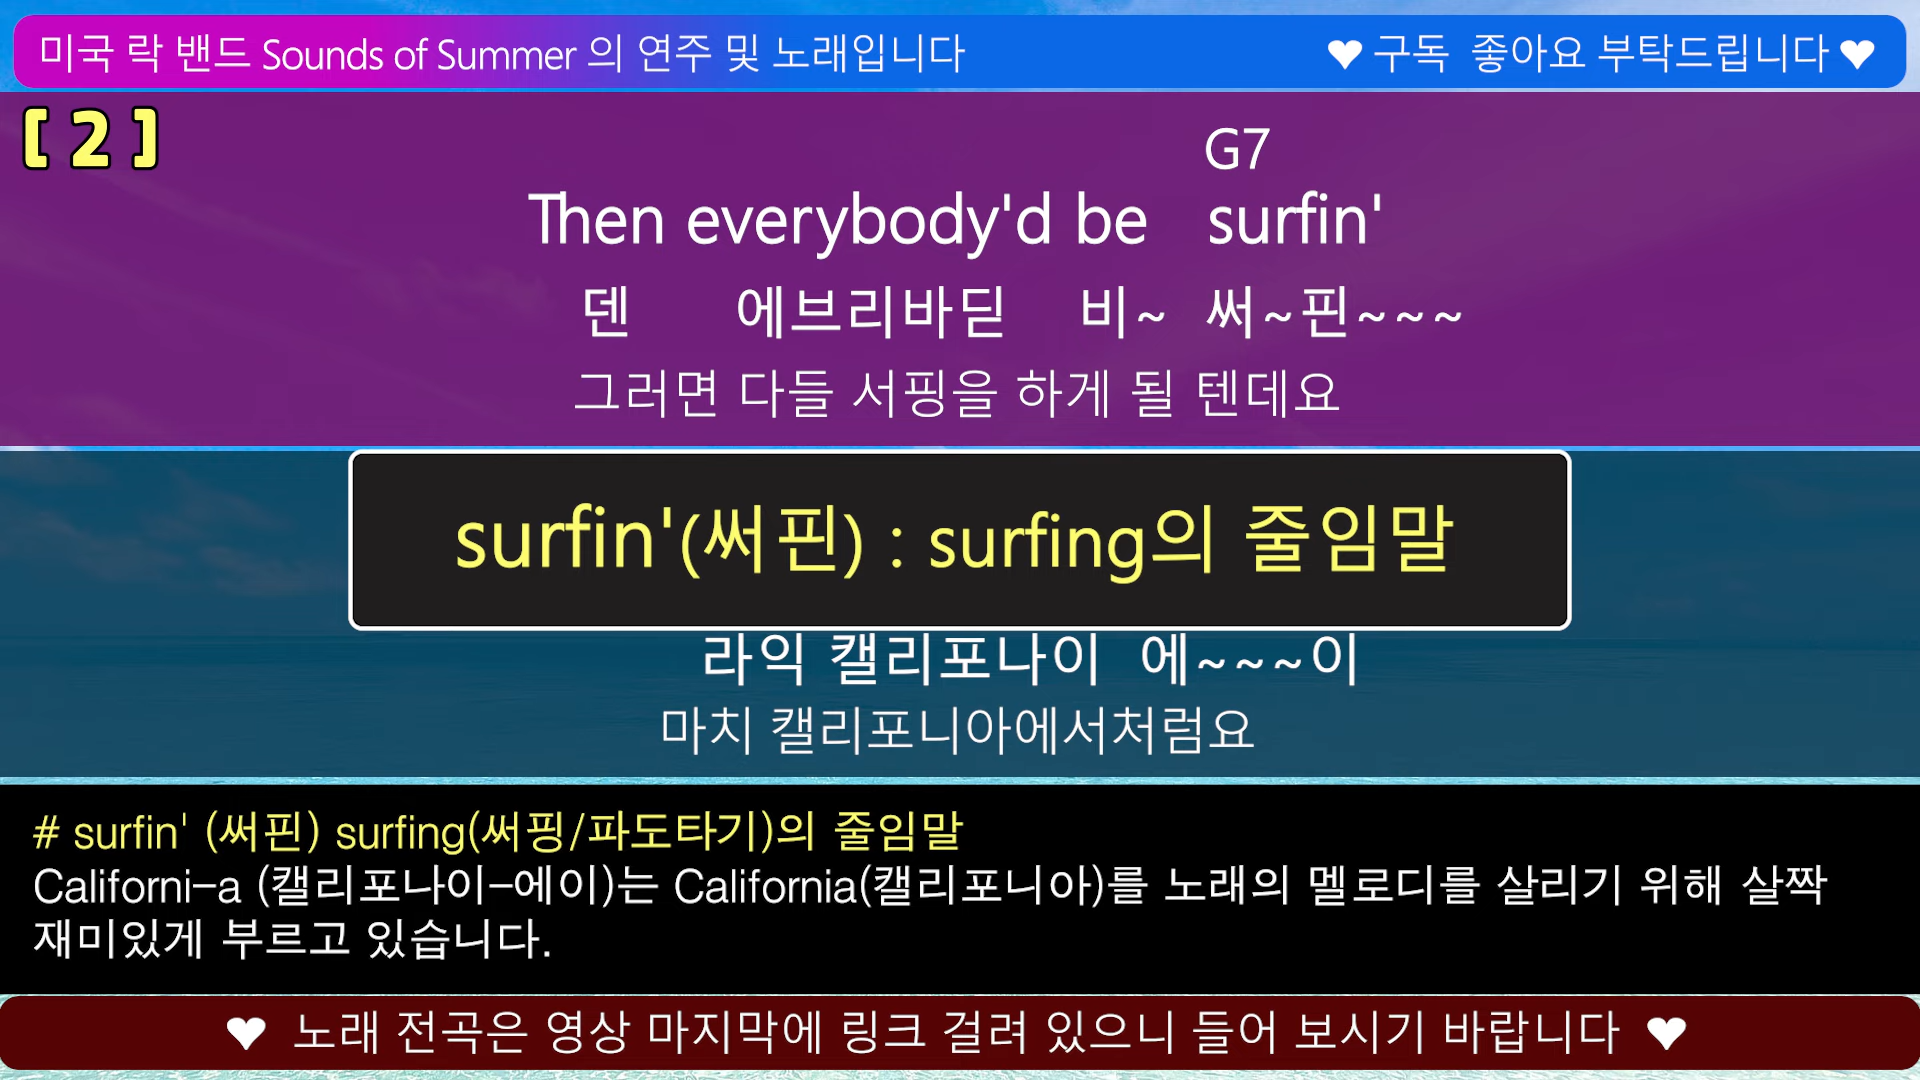 미국 락 밴드 Sounds of Summer 의 연주 및 노래입니다
♥ 구독 좋아요 부탁드립니다 ♥
[ 2 ]
G7
Then everybody'd be surfin'
덴 에브리바딛 비~ 써~핀~~~
그러면 다들 서핑을 하게 될 텐데요
surfin'(써핀) : surfing의 줄임말
라익 캘리포나이 에~~~이
마치 캘리포니아에서처럼요
# surfin' (써핀) surfing(써핑/파도타기)의 줄임말
Californi-a (캘리포나이-에이)는 California(캘리포니아)를 노래의 멜로디를 살리기 위해 살짝
재미있게 부르고 있습니다.
♥ 노래 전곡은 영상 마지막에 링크 걸려 있으니 들어 보시기 바랍니다 ♥